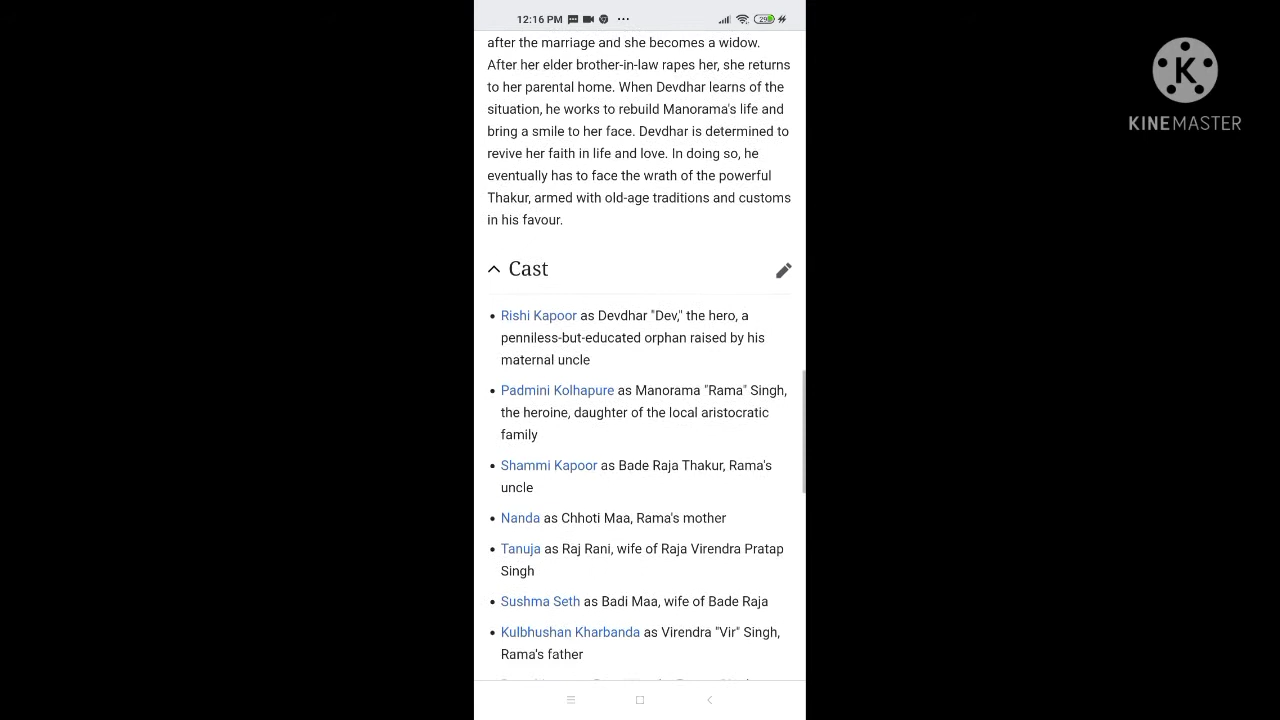 12:16 PM
29
after the marriage and she becomes a widow.
After her elder brother-in-law rapes her, she returns
to her parental home. When Devdhar learns of the
situation, he works to rebuild Manorama's life and
bring a smile to her face. Devdhar is determined to
revive her faith in life and love. In doing so, he
eventually has to face the wrath of the powerful
Thakur, armed with old-age traditions and customs
in his favour.
Cast
• Rishi Kapoor as Devdhar "Dev," the hero, a
penniless-but-educated orphan raised by his
maternal uncle
• Padmini Kolhapure as Manorama "Rama" Singh,
the heroine, daughter of the local aristocratic
family
• Shammi Kapoor as Bade Raja Thakur, Rama's
uncle
• Nanda as Chhoti Maa, Rama's mother
• Tanuja as Raj Rani, wife of Raja Virendra Pratap
Singh
• Sushma Seth as Badi Maa, wife of Bade Raja
• Kulbhushan Kharbanda as Virendra "Vir" Singh,
Rama's father
K
KINEMASTER